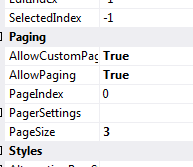 SelectedIndex -1
Paging
AllowCustomPag True
AllowPaging True
PageIndex 0
PagerSettings
PageSize 3
Styles